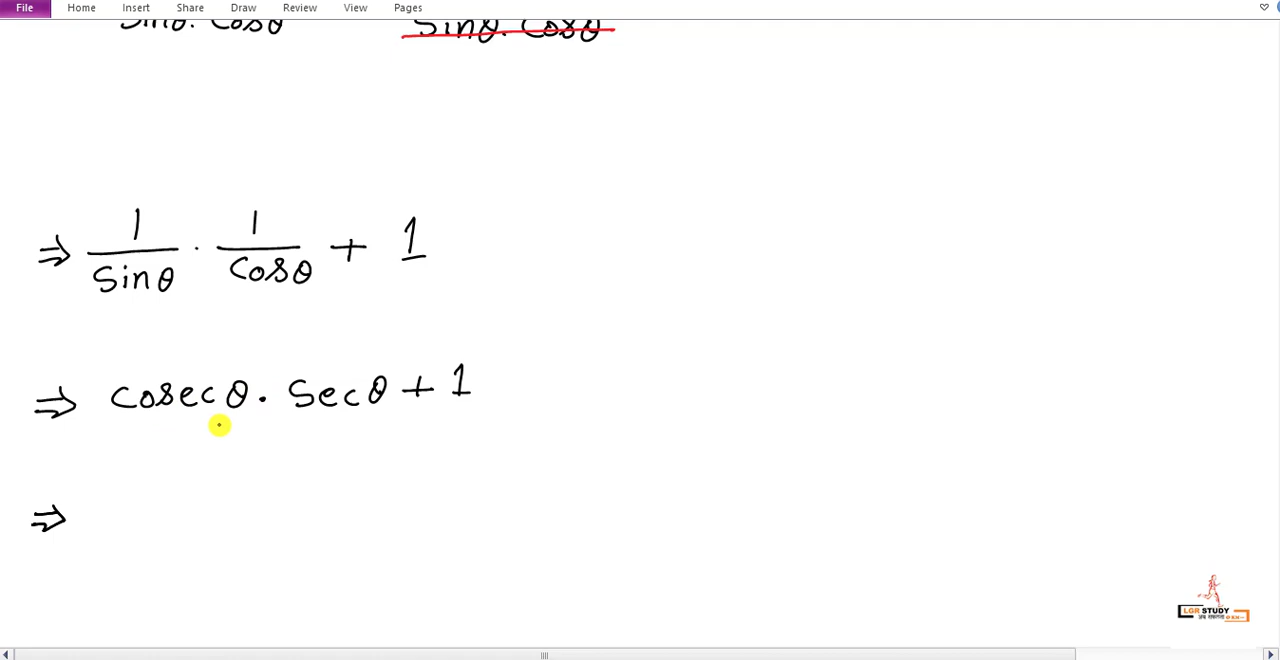 File Home Insert Share Draw Review View Pages
Sinθ. Cosθ Sinθ. Cosθ
⇒ 1/Sinθ · 1/Cosθ + 1
⇒ Cosecθ. Secθ + 1
⇒
LGR STUDY